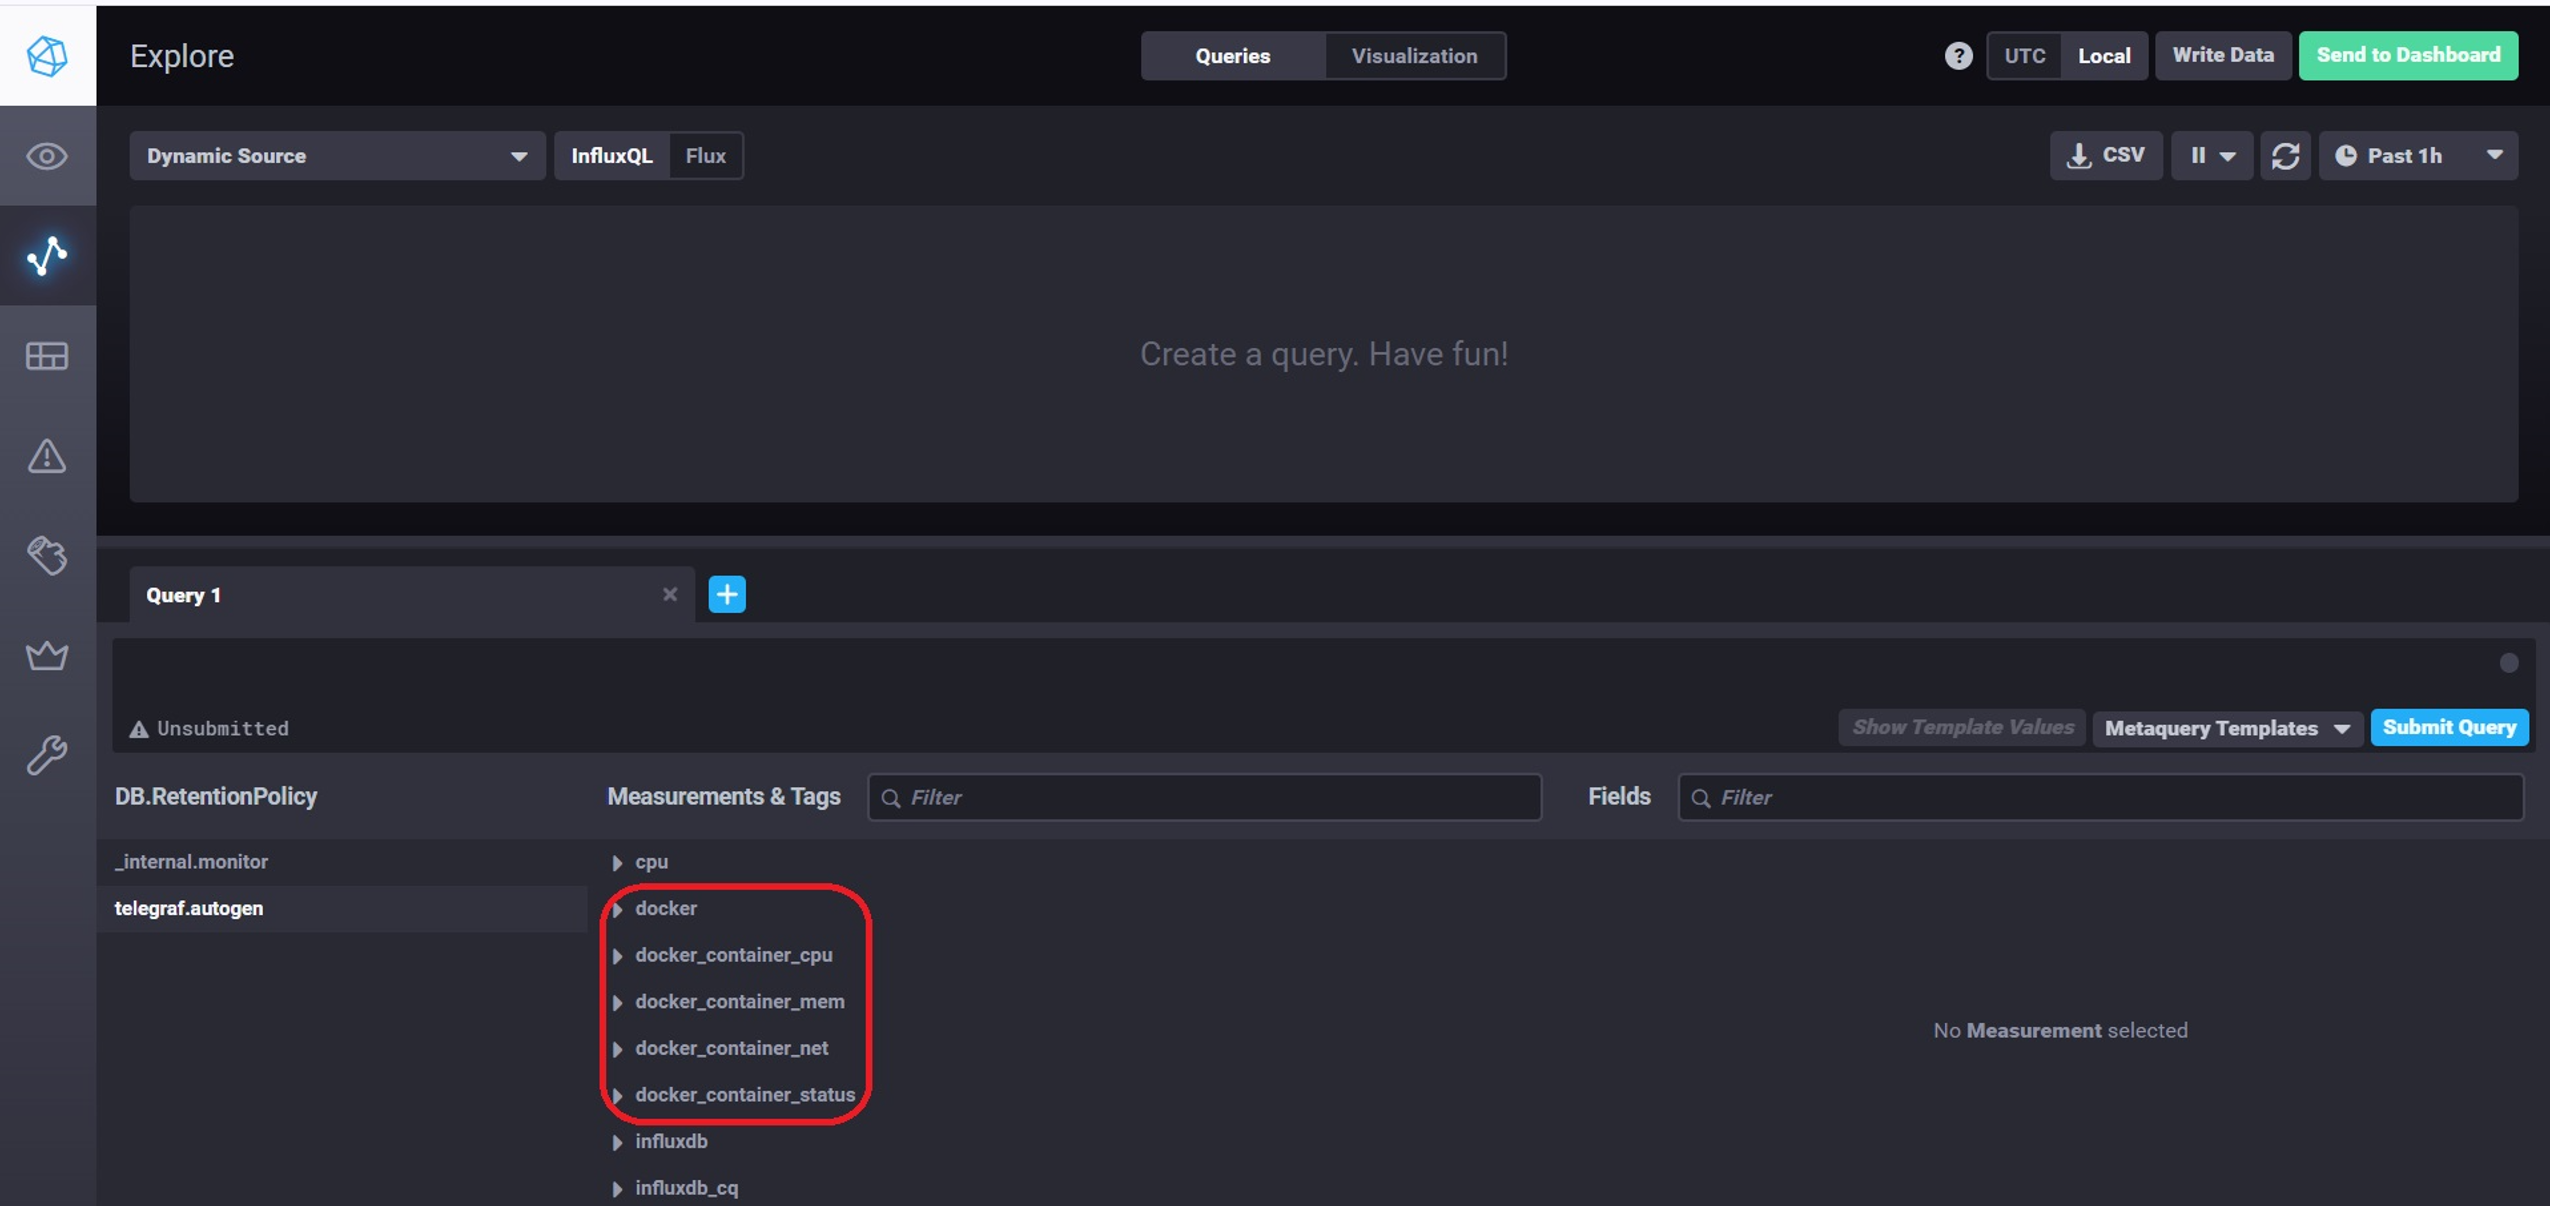 Explore
Queries
Visualization
?
UTC
Local
Write Data
Send to Dashboard
Dynamic Source
InfluxQL
Flux
CSV
Past 1h
Create a query. Have fun!
Query 1
Unsubmitted
Show Template Values
Metaquery Templates
Submit Query
DB.RetentionPolicy
Measurements & Tags
Filter
Fields
Filter
_internal.monitor
telegraf.autogen
cpu
docker
docker_container_cpu
docker_container_mem
docker_container_net
docker_container_status
influxdb
influxdb_cq
No Measurement selected